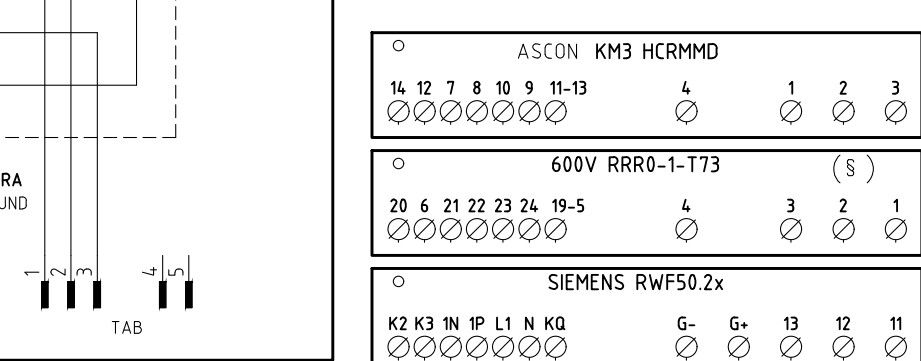 RA
UND
1 2 3 4 5
TAB
ASCON KM3 HCRMMD
14 12 7 8 10 9 11-13 4 1 2 3
600V RRR0-1-T73 (§)
20 6 21 22 23 24 19-5 4 3 2 1
SIEMENS RWF50.2x
K2 K3 1N 1P L1 N KQ G- G+ 13 12 11